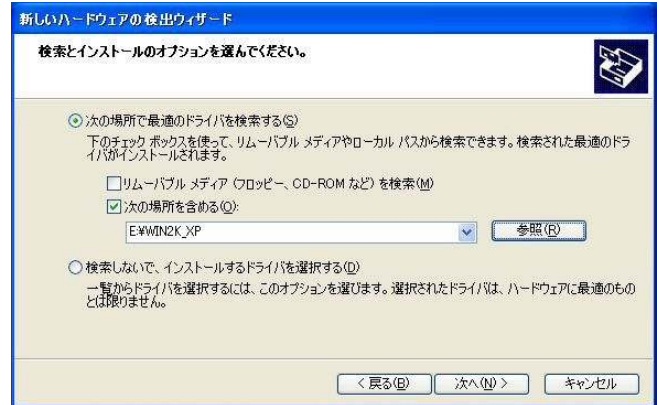 新しいハードウェアの検出ウィザード
検索とインストールのオプションを選んでください。
次の場所で最適のドライバを検索する(S)
下のチェック ボックスを使って、リムーバブル メディアやローカル パスから検索できます。検索された最適のドラ
イバがインストールされます。
リムーバブル メディア (フロッピー、CD-ROM など) を検索(M)
次の場所を含める(O):
E:¥WIN2K_XP
参照(R)
検索しないで、インストールするドライバを選択する(D)
一覧からドライバを選択するには、このオプションを選びます。選択されたドライバは、ハードウェアに最適のもの
とは限りません。
< 戻る(B) 次へ(N) > キャンセル